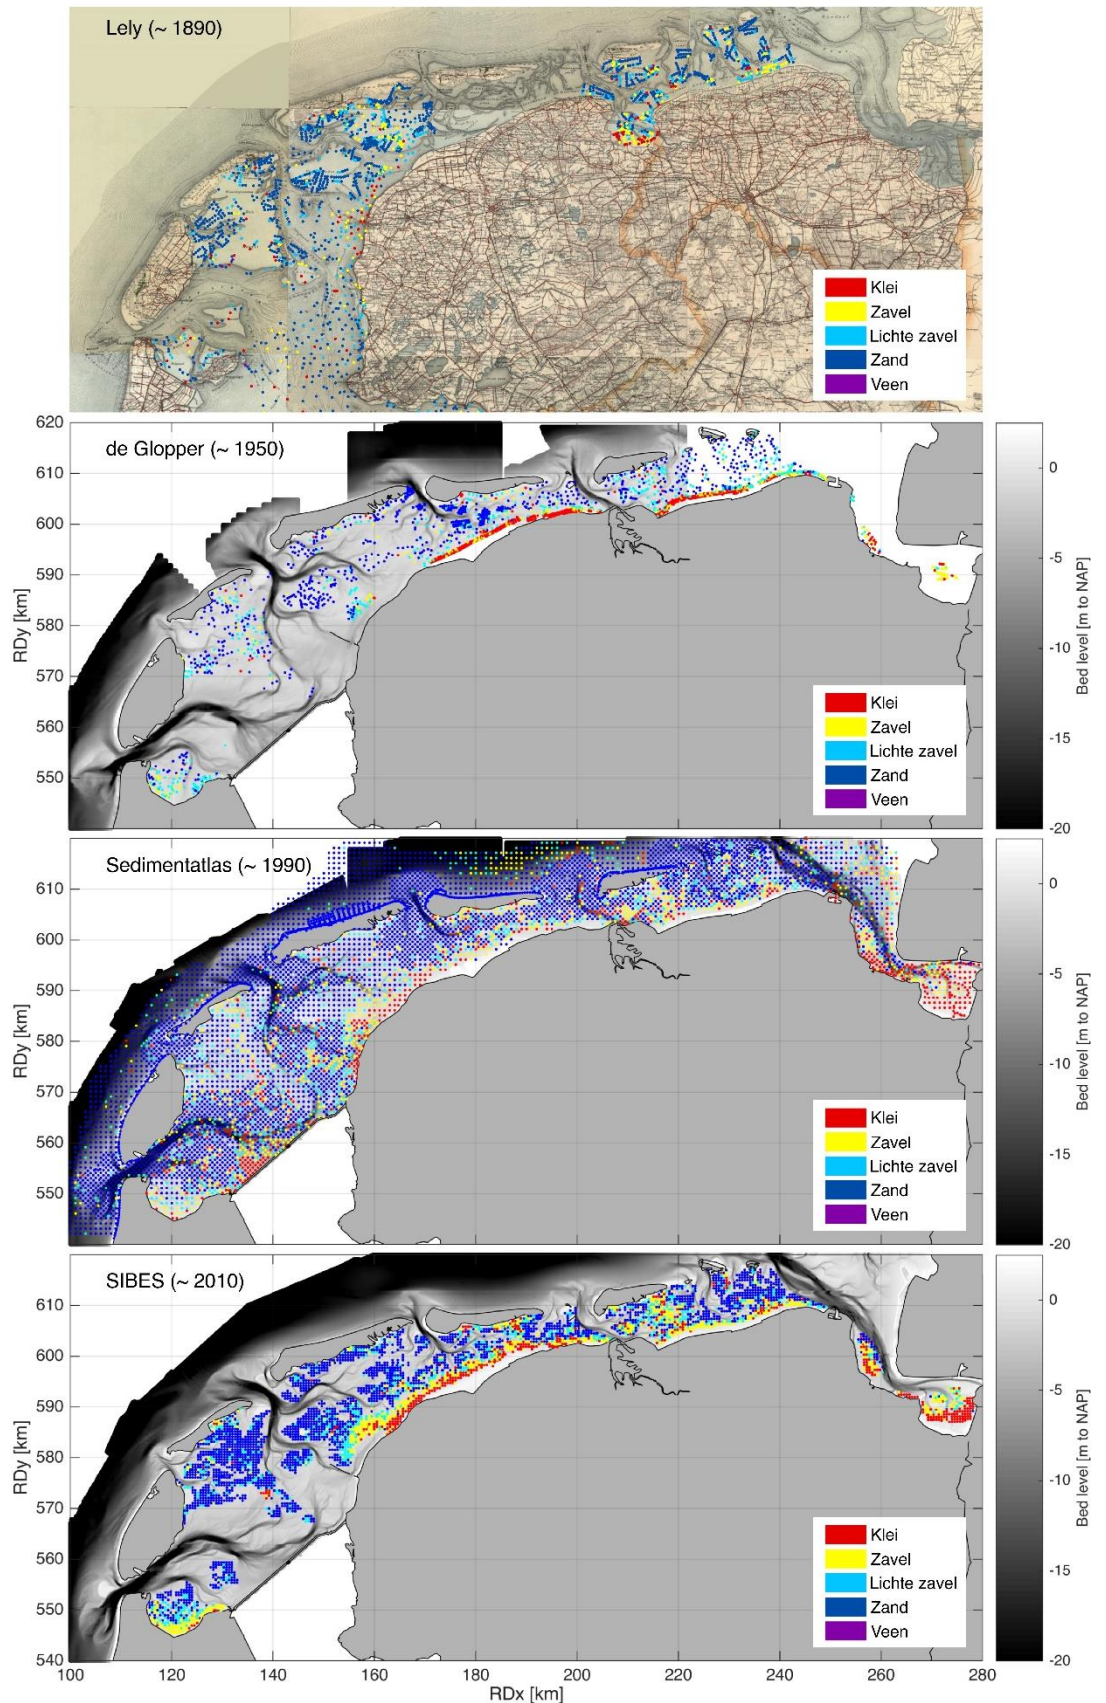 Lely (~ 1890)
Klei
Zavel
Lichte zavel
Zand
Veen
de Glopper (~ 1950)
620
610
600
590
580
570
560
550
RDy [km]
Klei
Zavel
Lichte zavel
Zand
Veen
0
-5
-10
-15
-20
Bed level [m to NAP]
Sedimentatlas (~ 1990)
610
600
590
580
570
560
550
RDy [km]
Klei
Zavel
Lichte zavel
Zand
Veen
0
-5
-10
-15
-20
Bed level [m to NAP]
SIBES (~ 2010)
610
600
590
580
570
560
550
540
RDy [km]
Klei
Zavel
Lichte zavel
Zand
Veen
0
-5
-10
-15
-20
Bed level [m to NAP]
100 120 140 160 180 200 220 240 260 280
RDx [km]